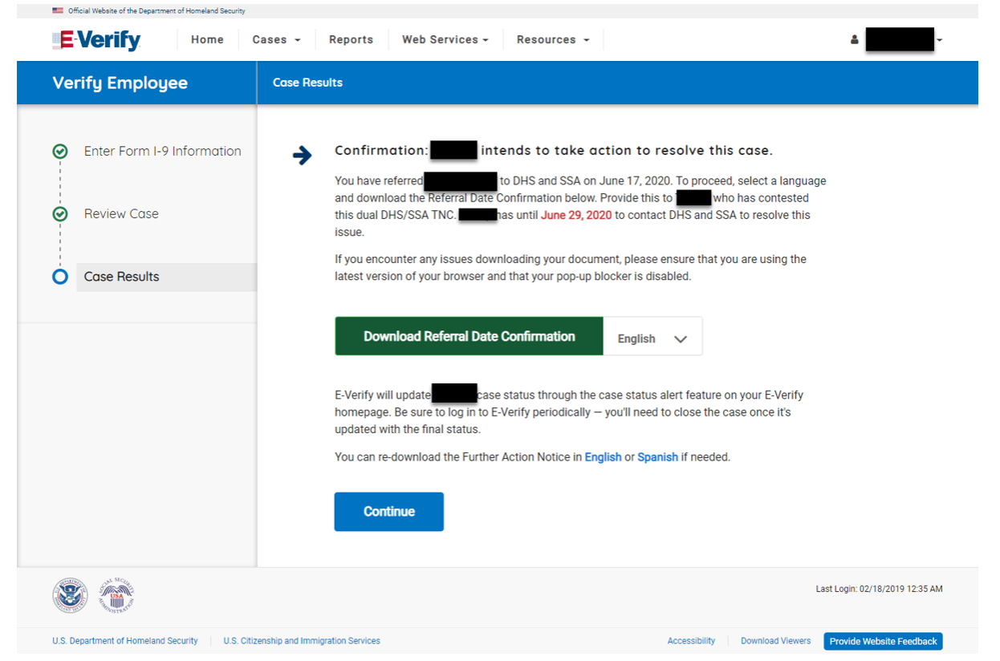 Official Website of the Department of Homeland Security
E-Verify
Home
Cases
Reports
Web Services
Resources
Verify Employee
Case Results
Enter Form I-9 Information
Review Case
Case Results
Confirmation: intends to take action to resolve this case.
You have referred to DHS and SSA on June 17, 2020. To proceed, select a language
and download the Referral Date Confirmation below. Provide this to who has contested
this dual DHS/SSA TNC. has until June 29, 2020 to contact DHS and SSA to resolve this
issue.
If you encounter any issues downloading your document, please ensure that you are using the
latest version of your browser and that your pop-up blocker is disabled.
Download Referral Date Confirmation
English
E-Verify will update case status through the case status alert feature on your E-Verify
homepage. Be sure to log in to E-Verify periodically — you'll need to close the case once it's
updated with the final status.
You can re-download the Further Action Notice in English or Spanish if needed.
Continue
USA
Last Login: 02/18/2019 12:35 AM
U.S. Department of Homeland Security
U.S. Citizenship and Immigration Services
Accessibility
Download Viewers
Provide Website Feedback